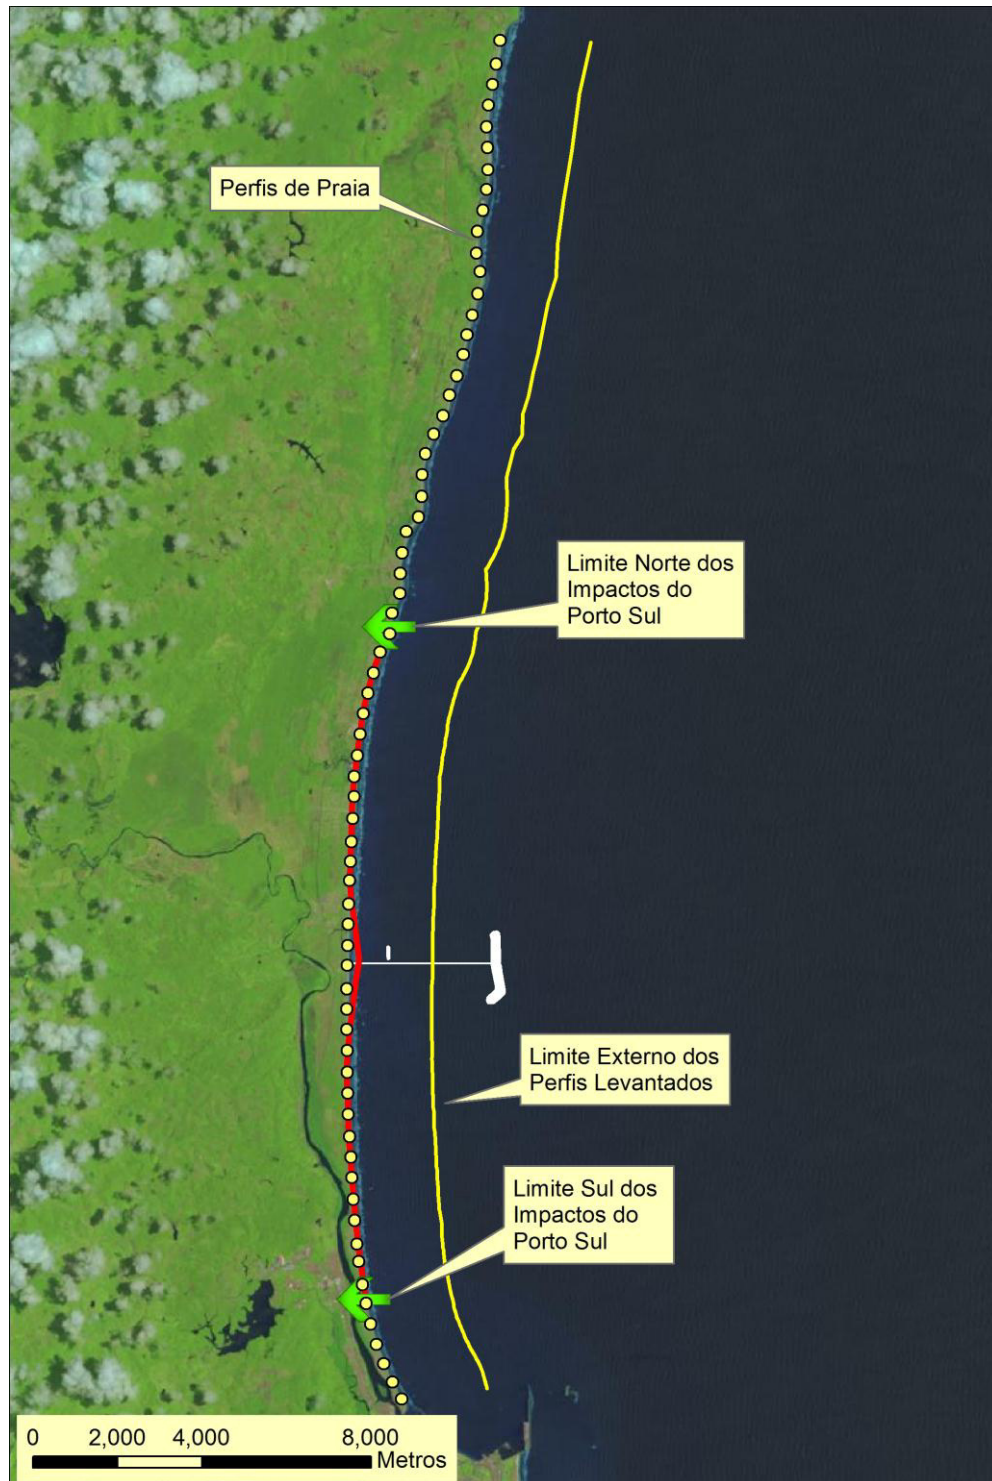 Perfis de Praia
Limite Norte dos
Impactos do
Porto Sul
Limite Externo dos
Perfis Levantados
Limite Sul dos
Impactos do
Porto Sul
0 2,000 4,000 8,000
Metros